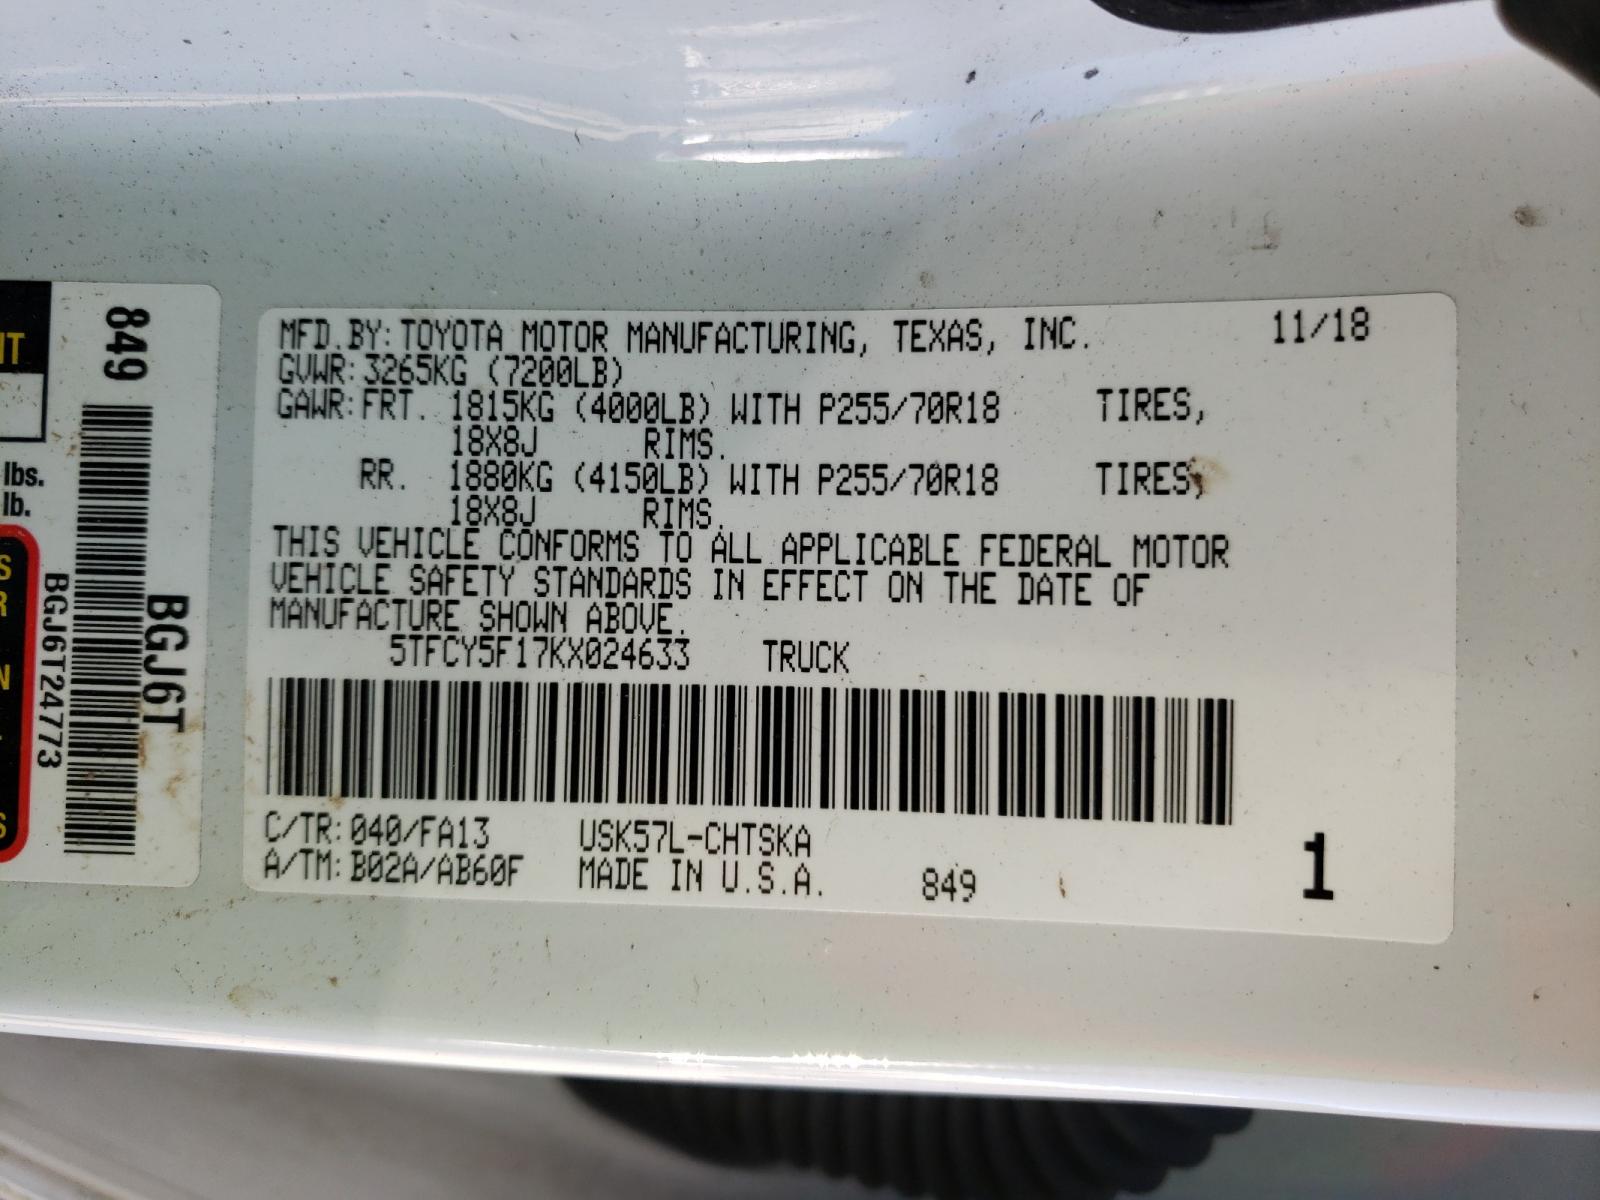 MFD.BY: TOYOTA MOTOR MANUFACTURING, TEXAS, INC. 11/18
GVWR: 3265KG (7200LB)
GAWR: FRT. 1815KG (4000LB) WITH P255/70R18 TIRES,
18X8J RIMS.
RR. 1880KG (4150LB) WITH P255/70R18 TIRES,
18X8J RIMS.
THIS VEHICLE CONFORMS TO ALL APPLICABLE FEDERAL MOTOR
VEHICLE SAFETY STANDARDS IN EFFECT ON THE DATE OF
MANUFACTURE SHOWN ABOVE.
5TFCY5F17KX024633 TRUCK
C/TR: 040/FA13 USK57L-CHTSKA
A/TM: B02A/AB60F MADE IN U.S.A. 849 1
849
BGJ6T
BGJ6T24773
lbs.
lb.